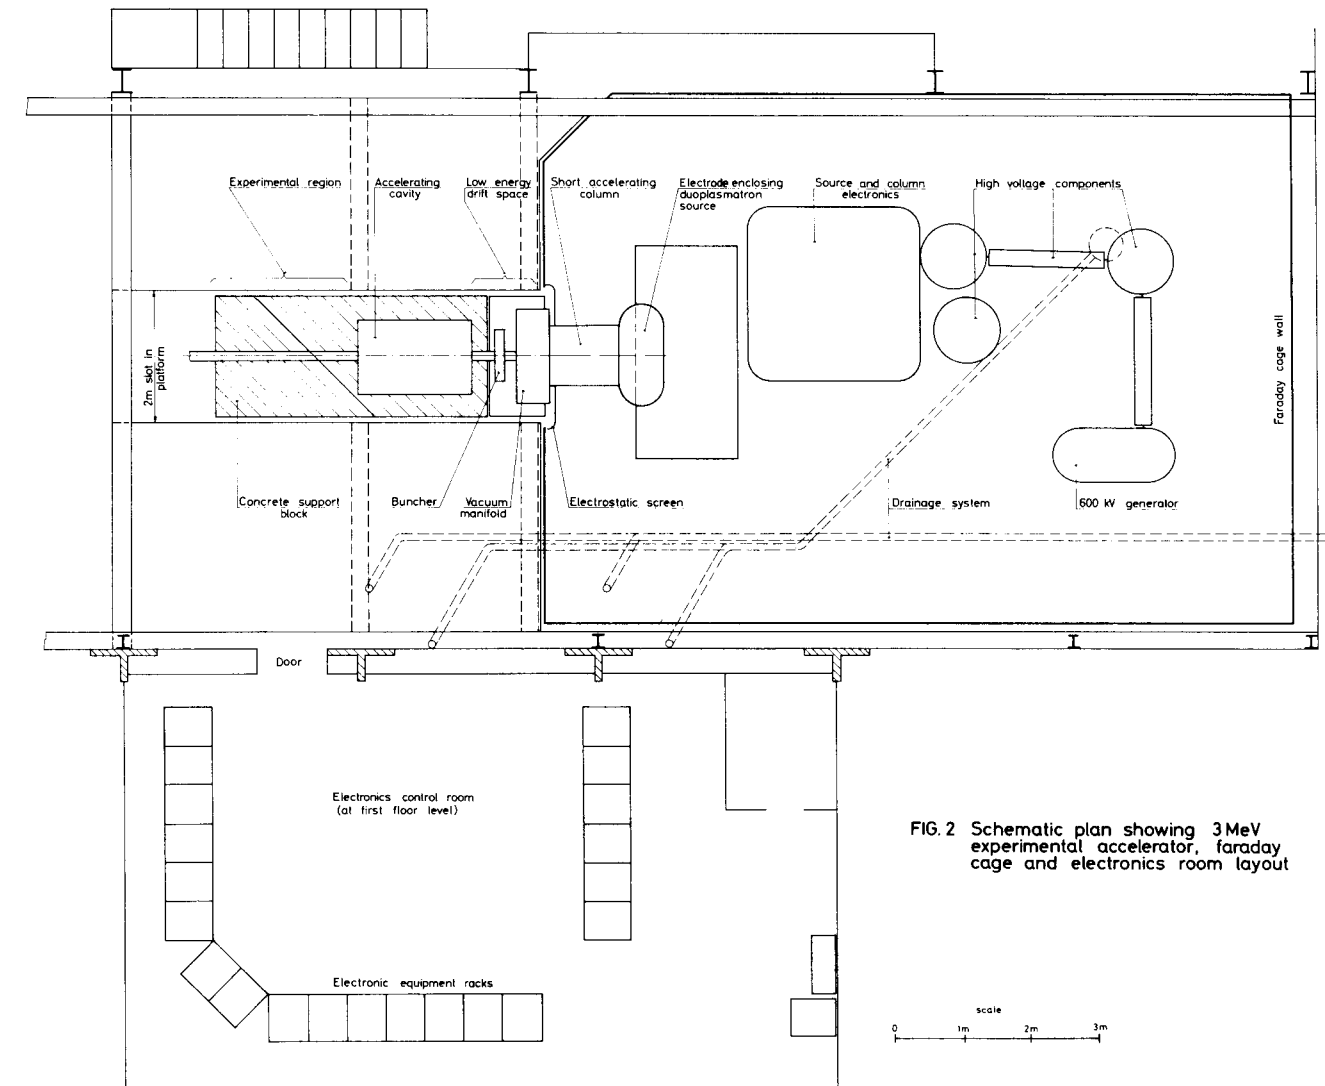 Experimental region
Accelerating
cavity
Low energy
drift space
Short accelerating
column
Electrode enclosing
duoplasmatron
source
Source and column
electronics
High voltage components
2m slot in
platform
Faraday cage wall
Concrete support
block
Buncher
Vacuum
manifold
Electrostatic screen
Drainage system
600 kV generator
Door
Electronics control room
(at first floor level)
FIG. 2 Schematic plan showing 3MeV
experimental accelerator, faraday
cage and electronics room layout
Electronic equipment racks
scale
0 1m 2m 3m